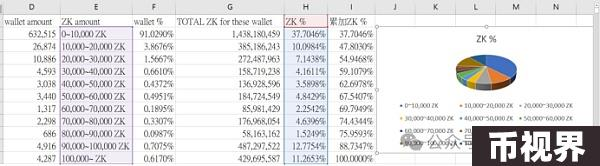 D E F G H I J K L M N O
Wallet amount ZK amount wallet % TOTAL ZK for these wallet ZK % 累加ZK %
632,515 0~10,000 ZK 91.0290% 1,438,180,459 37.7046% 37.7046%
26,874 10,000~20,000 ZK 3.8676% 385,186,243 10.0984% 47.8030%
10,886 20,000~30,000 ZK 1.5667% 272,487,963 7.1438% 54.9468%
4,593 30,000~40,000 ZK 0.6610% 158,719,238 4.1611% 59.1079%
3,038 40,000~50,000 ZK 0.4372% 136,928,596 3.5898% 62.6978%
3,440 50,000~60,000 ZK 0.4951% 184,724,549 4.8429% 67.5407%
1,317 60,000~70,000 ZK 0.1895% 85,981,429 2.2542% 69.7949%
2,298 70,000~80,000 ZK 0.3307% 176,968,054 4.6396% 74.4344%
686 80,000~90,000 ZK 0.0987% 58,163,162 1.5249% 75.9593%
4,916 90,000~100,000 ZK 0.7075% 487,297,522 12.7754% 88.7347%
4,287 100,000~ ZK 0.6170% 429,695,587 11.2653% 100.0000%
ZK %
0~10,000 ZK 10,000~20,000 ZK 20,000~30,000 ZK
30,000~40,000 ZK 40,000~50,000 ZK
公众号
币视界